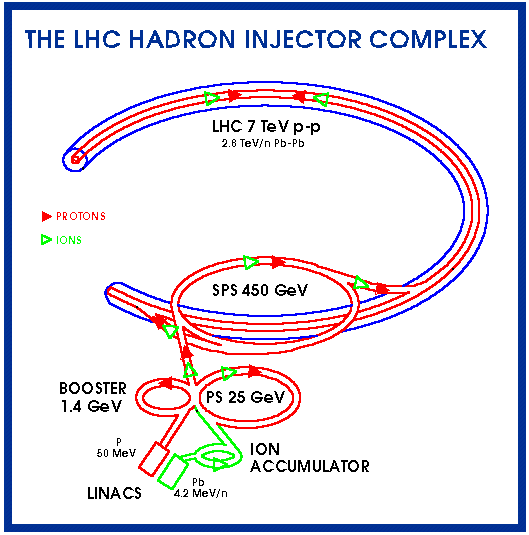 THE LHC HADRON INJECTOR COMPLEX
LHC 7 TeV p-p
2.8 TeV/n Pb-Pb
PROTONS
IONS
SPS 450 GeV
BOOSTER
1.4 GeV
PS 25 GeV
P
50 MeV
ION
ACCUMULATOR
LINACS
Pb
4.2 MeV/n